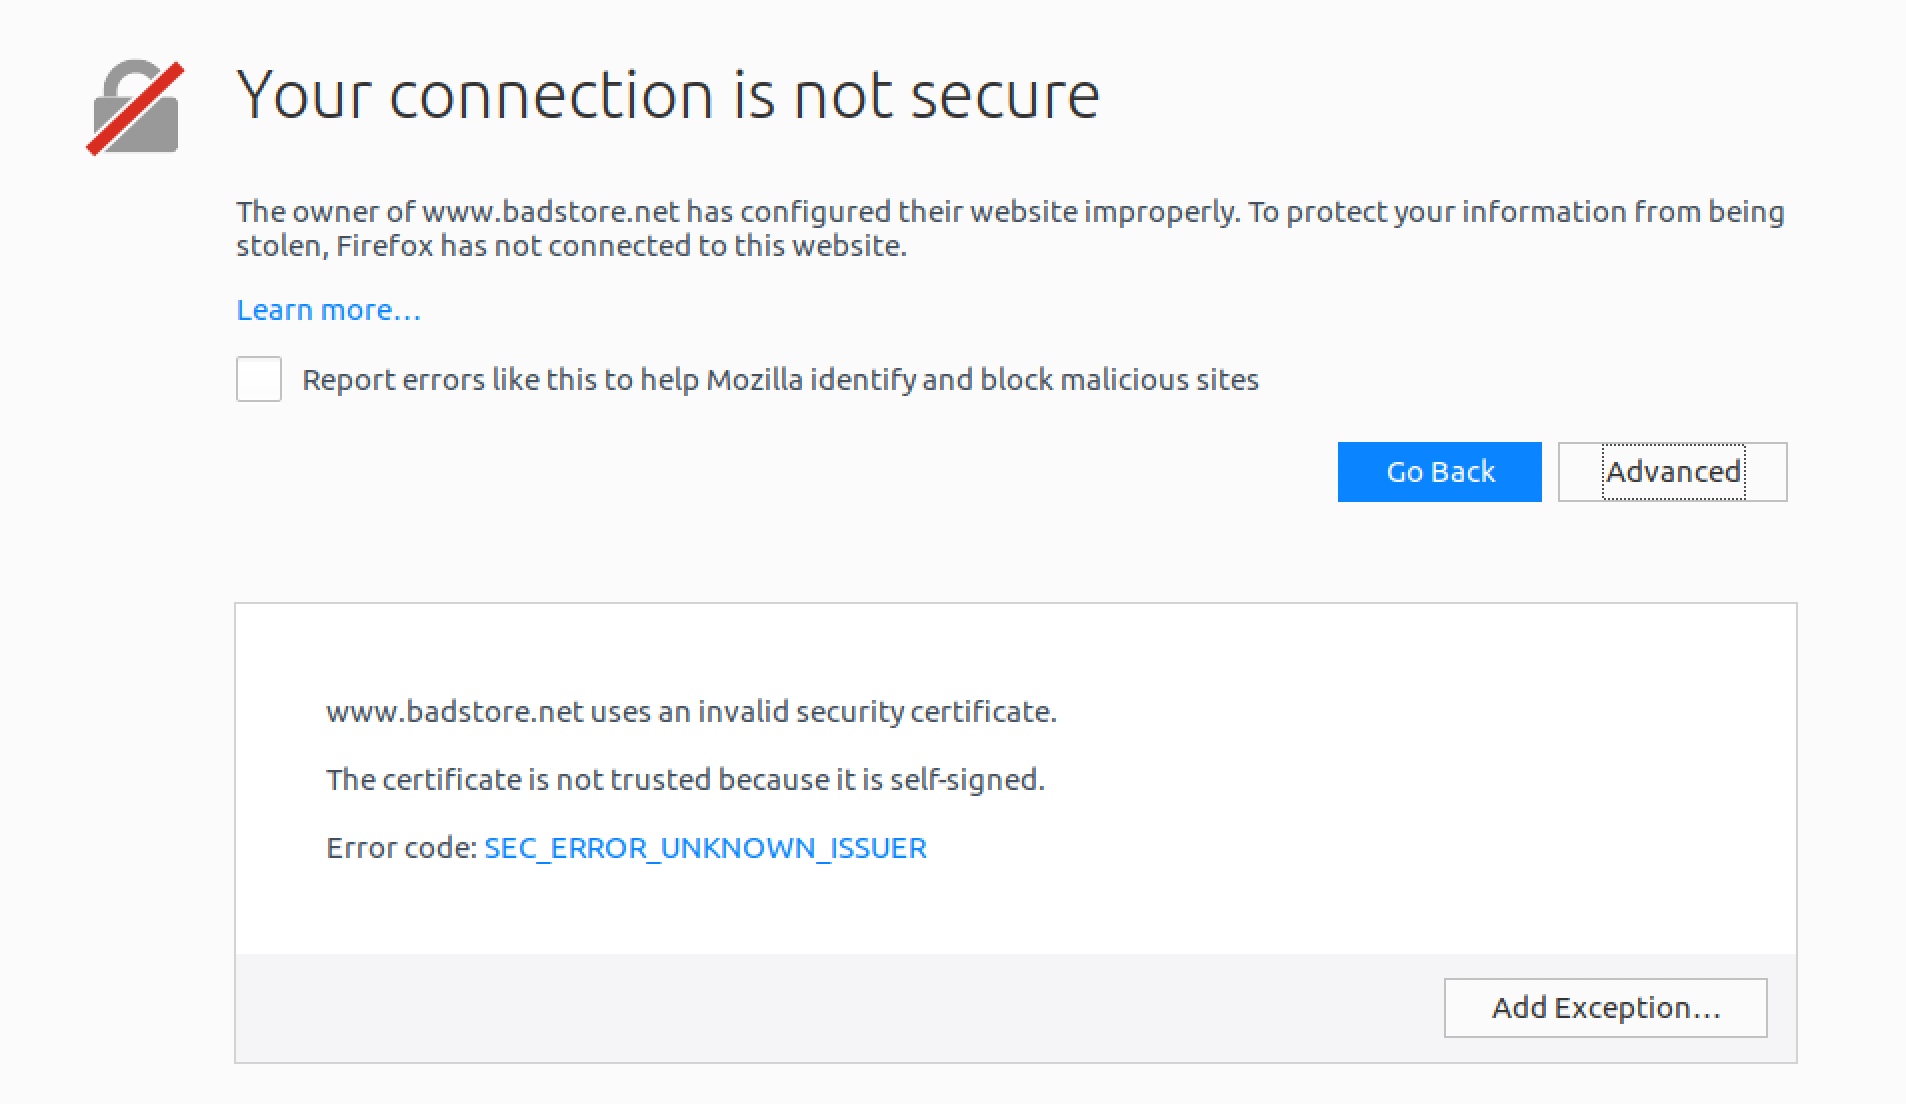 Your connection is not secure
The owner of www.badstore.net has configured their website improperly. To protect your information from being
stolen, Firefox has not connected to this website.
Learn more…
Report errors like this to help Mozilla identify and block malicious sites
Go Back
Advanced
www.badstore.net uses an invalid security certificate.
The certificate is not trusted because it is self-signed.
Error code: SEC_ERROR_UNKNOWN_ISSUER
Add Exception…